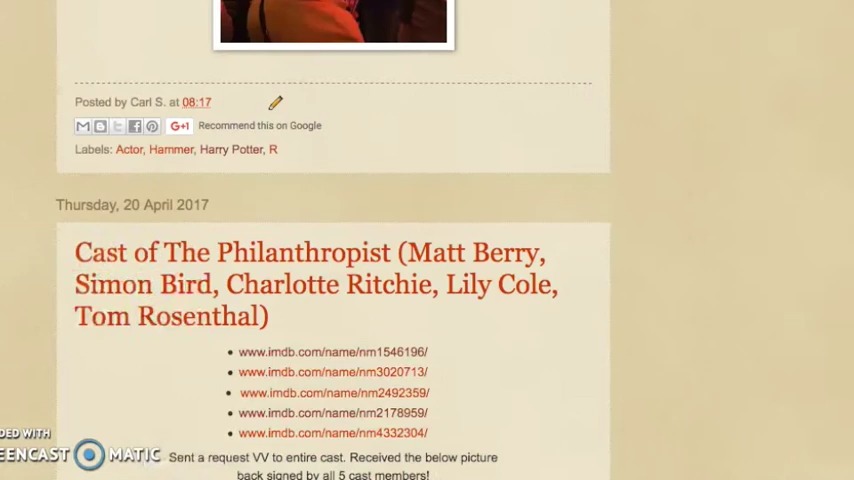 Posted by Carl S. at 08:17
G+1 Recommend this on Google
Labels: Actor, Hammer, Harry Potter, R
Thursday, 20 April 2017
Cast of The Philanthropist (Matt Berry,
Simon Bird, Charlotte Ritchie, Lily Cole,
Tom Rosenthal)
www.imdb.com/name/nm1546196/
www.imdb.com/name/nm3020713/
www.imdb.com/name/nm2492359/
www.imdb.com/name/nm2178959/
www.imdb.com/name/nm4332304/
DED WITH
EENCAST MATIC
Sent a request VV to entire cast. Received the below picture
back signed by all 5 cast members!